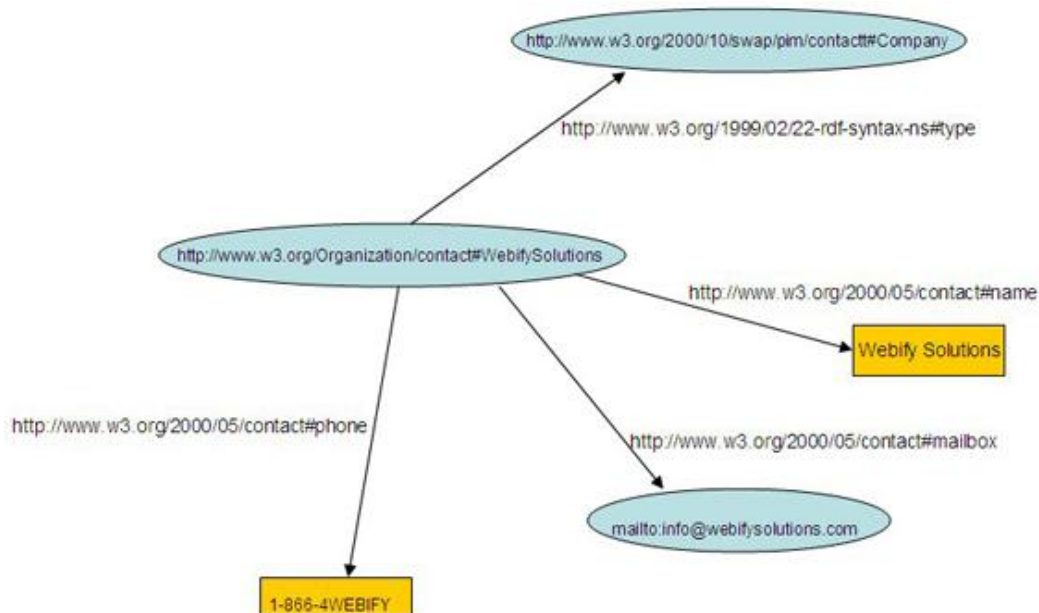 http://www.w3.org/2000/10/swap/pim/contactt#Company
http://www.w3.org/1999/02/22-rdf-syntax-ns#type
http://www.w3.org/Organization/contact#WebifySolutions
http://www.w3.org/2000/05/contact#name
Webify Solutions
http://www.w3.org/2000/05/contact#phone
http://www.w3.org/2000/05/contact#mailbox
mailto:info@webifysolutions.com
1-866-4WEBIFY